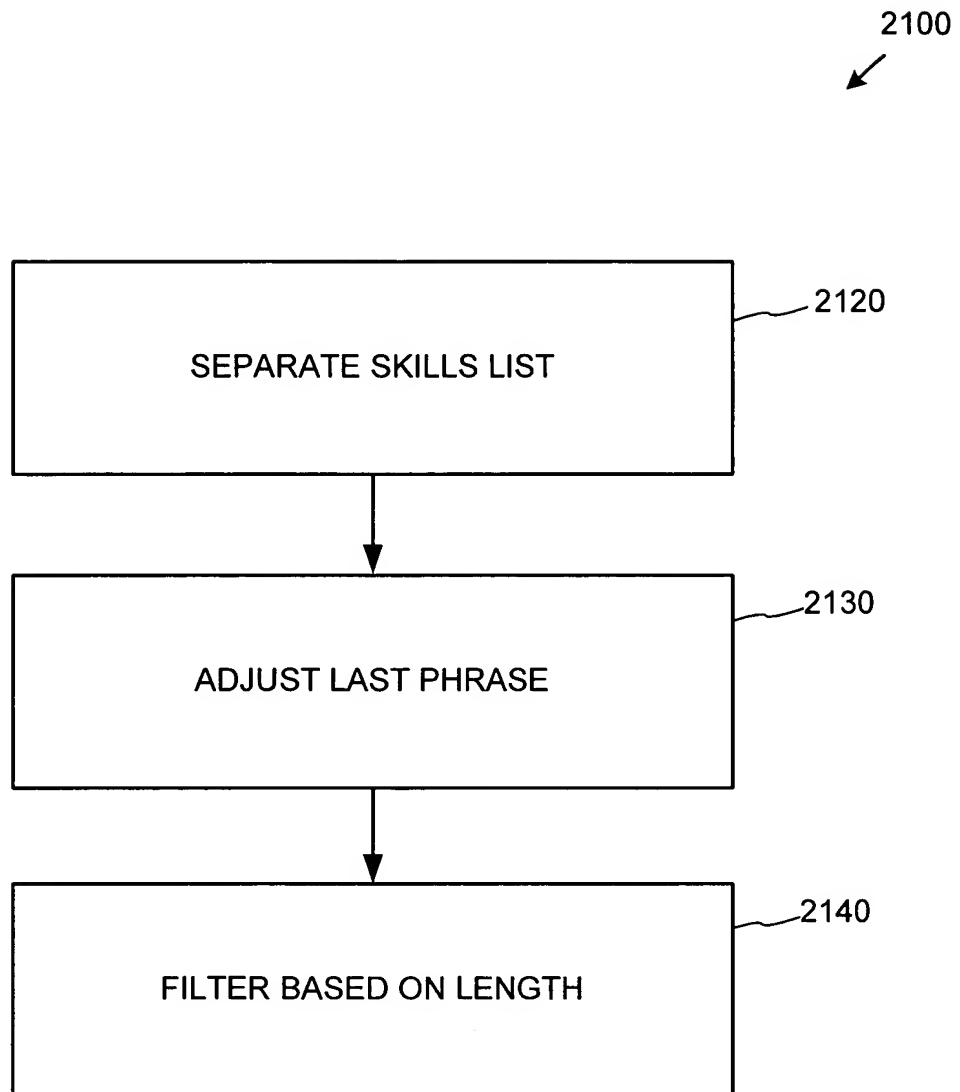 2100
SEPARATE SKILLS LIST
2120
ADJUST LAST PHRASE
2130
FILTER BASED ON LENGTH
2140